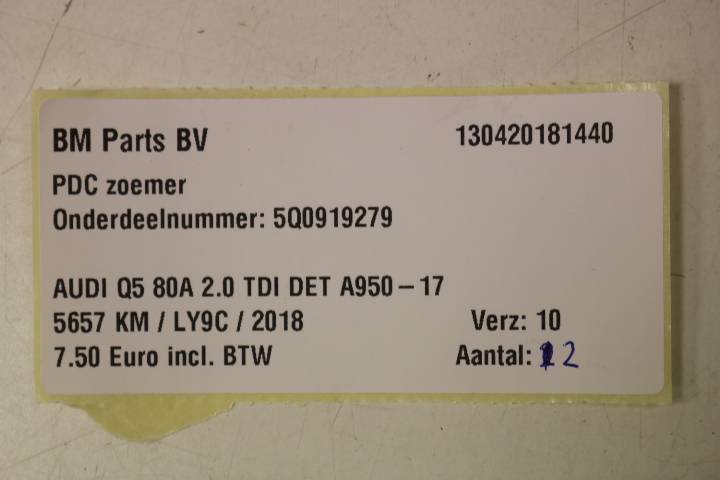 BM Parts BV 130420181440
PDC zoemer
Onderdeelnummer: 5Q0919279
AUDI Q5 80A 2.0 TDI DET A950-17
5657 KM / LY9C / 2018 Verz: 10
7.50 Euro incl. BTW Aantal: 2